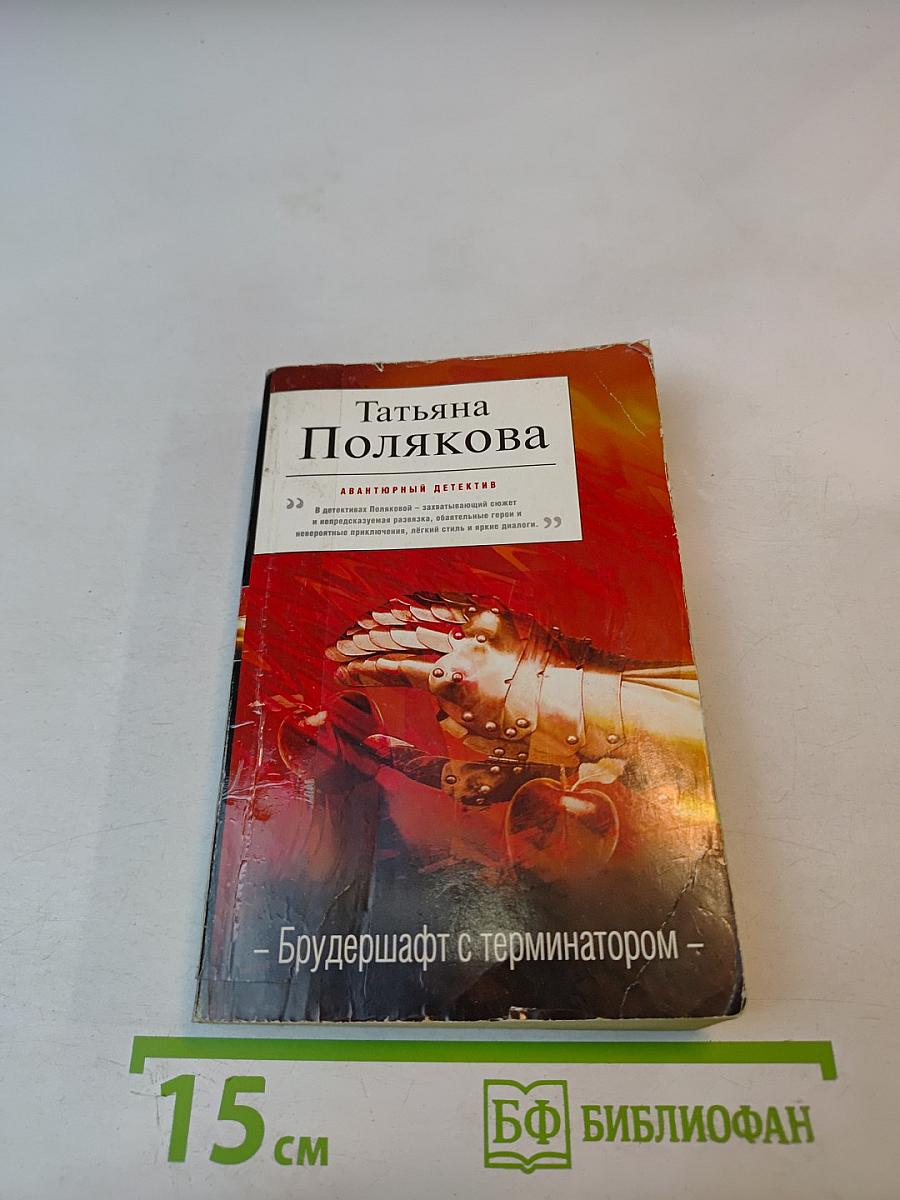 Татьяна
Полякова
АВАНТЮРНЫЙ ДЕТЕКТИВ
" В детективах Поляковой – захватывающий сюжет
и непредсказуемая развязка, обаятельные герои и
невероятные приключения, лёгкий стиль и яркие диалоги. "
– Брудершафт с терминатором –
15 см
БФ БИБЛИОФАН